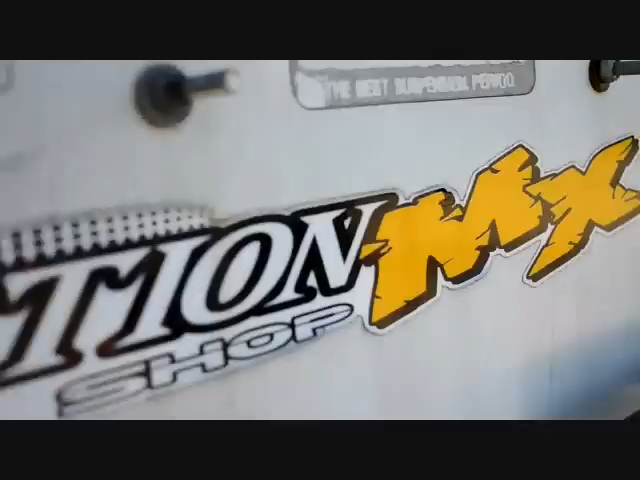 THE BEST SUSPENSION. PERIOD.
TION MX
SHOP